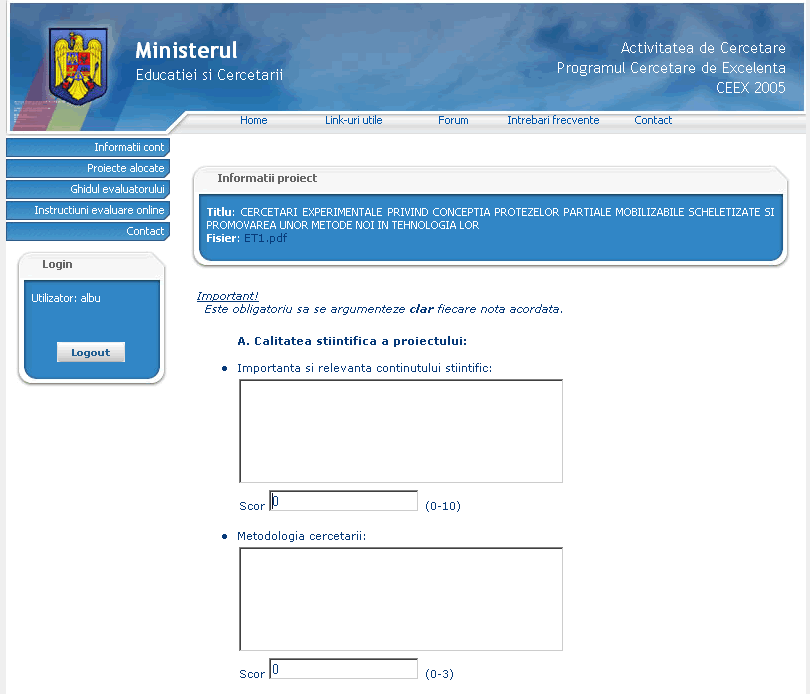 Ministerul
Educatiei si Cercetarii
Activitatea de Cercetare
Programul Cercetare de Excelenta
CEEX 2005
Home Link-uri utile Forum Intrebari frecvente Contact
Informatii cont
Proiecte alocate
Ghidul evaluatorului
Instructiuni evaluare online
Contact
Login
Utilizator: albu
Logout
Informatii proiect
Titlu: CERCETARI EXPERIMENTALE PRIVIND CONCEPTIA PROTEZELOR PARTIALE MOBILIZABILE SCHELETIZATE SI
PROMOVAREA UNOR METODE NOI IN TEHNOLOGIA LOR
Fisier: ET1.pdf
Important!
Este obligatoriu sa se argumenteze clar fiecare nota acordata.
A. Calitatea stiintifica a proiectului:
• Importanta si relevanta continutului stiintific:
Scor 0 (0-10)
• Metodologia cercetarii:
Scor 0 (0-3)